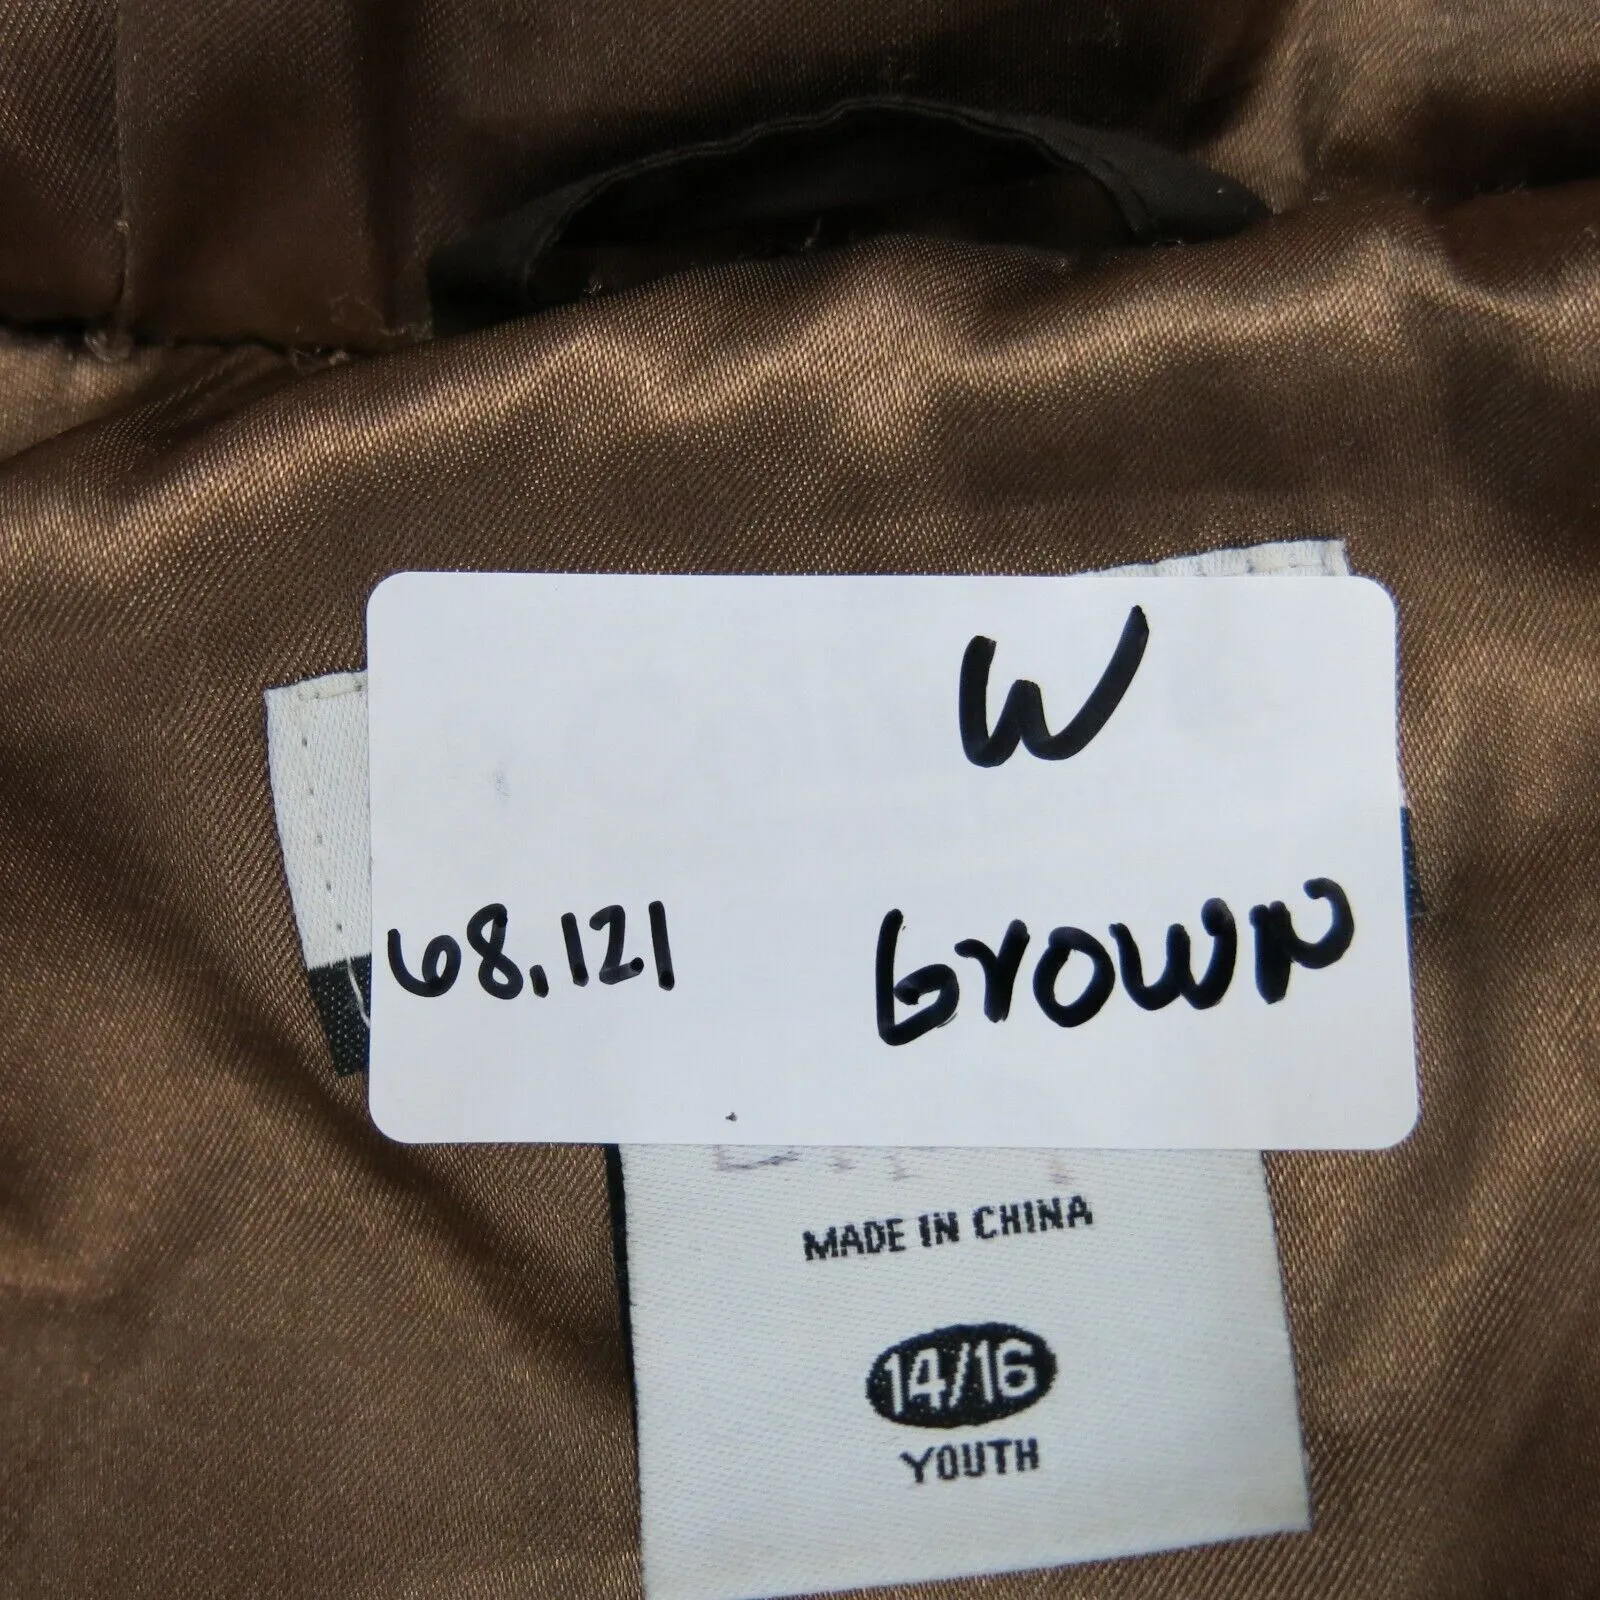 W
68.121 Brown
MADE IN CHINA
14/16
YOUTH